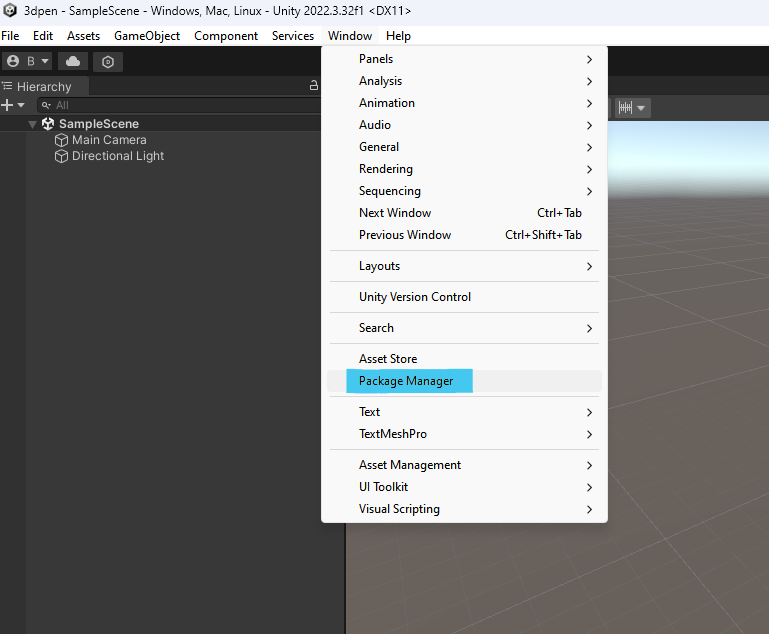 3dpen - SampleScene - Windows, Mac, Linux - Unity 2022.3.32f1 <DX11>
File Edit Assets GameObject Component Services Window Help
B
Hierarchy
All
SampleScene
Main Camera
Directional Light
Panels
Analysis
Animation
Audio
General
Rendering
Sequencing
Next Window Ctrl+Tab
Previous Window Ctrl+Shift+Tab
Layouts
Unity Version Control
Search
Asset Store
Package Manager
Text
TextMeshPro
Asset Management
UI Toolkit
Visual Scripting